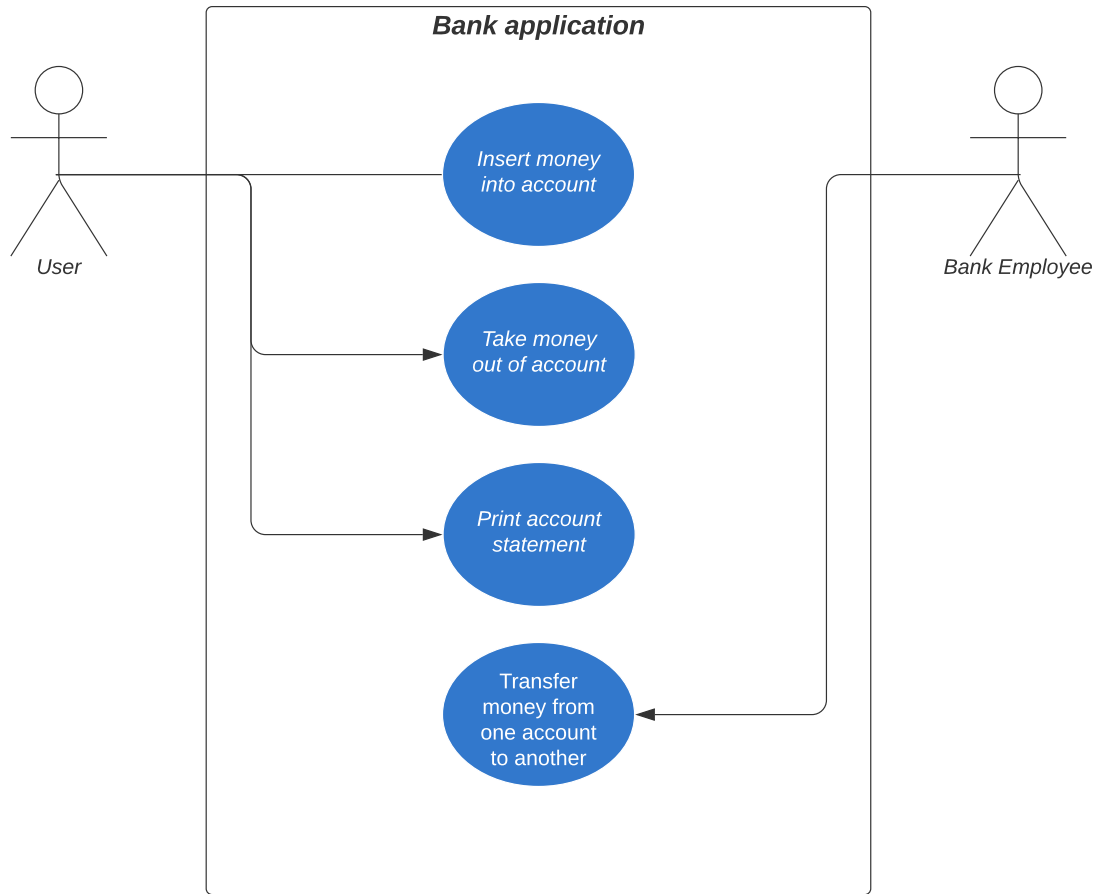 Bank application
User
Bank Employee
Insert money
into account
Take money
out of account
Print account
statement
Transfer
money from
one account
to another